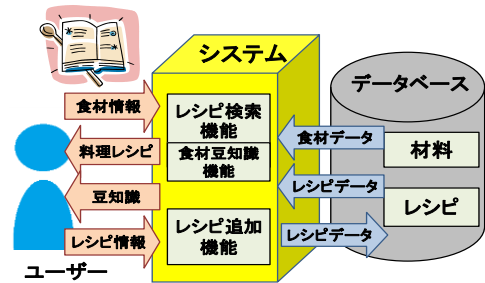 システム
データベース
食材情報
レシピ検索
機能
食材データ
料理レシピ
食材豆知識
機能
材料
豆知識
レシピデータ
レシピ
レシピ情報
レシピ追加
機能
レシピデータ
ユーザー